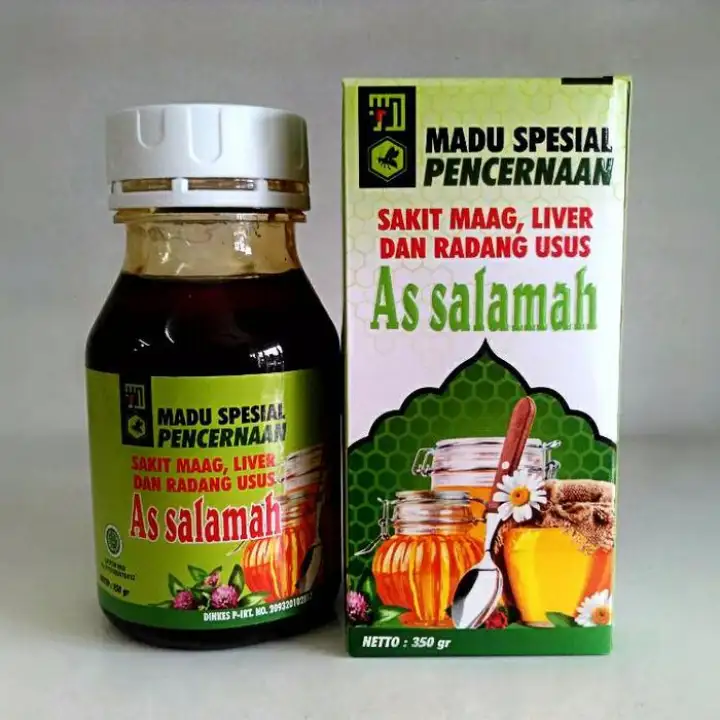 MADU SPESIAL
PENCERNAAN
SAKIT MAAG, LIVER
DAN RADANG USUS
As salamah
NETTO : 350 gr
MADU SPESIAL
PENCERNAAN
SAKIT MAAG, LIVER
DAN RADANG USUS
As salamah
gr
DINKES P-IRT. NO.